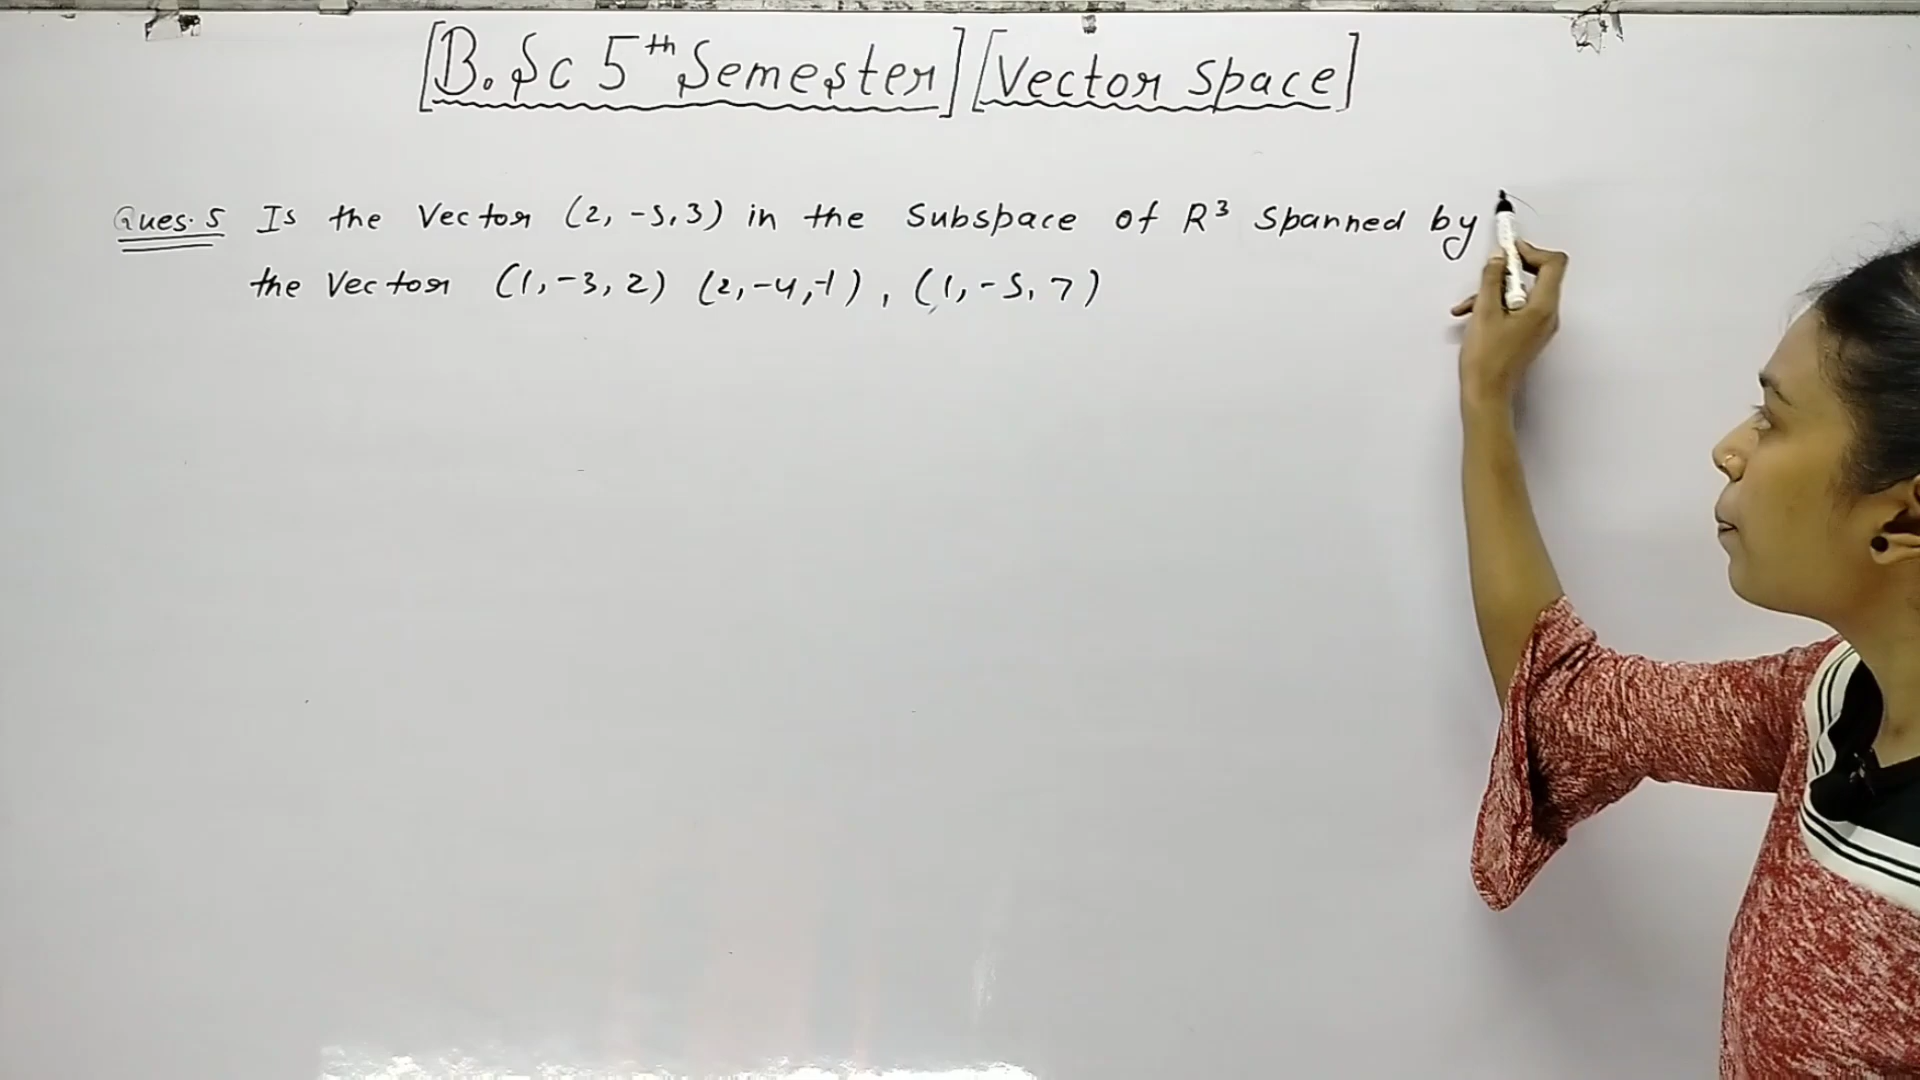 [B.Sc 5th Semester] [Vector Space]
Ques. 5 Is the Vector (2, -5, 3) in the Subspace of R³ Spanned by
the Vector (1, -3, 2) (2, -4, -1), (1, -5, 7)